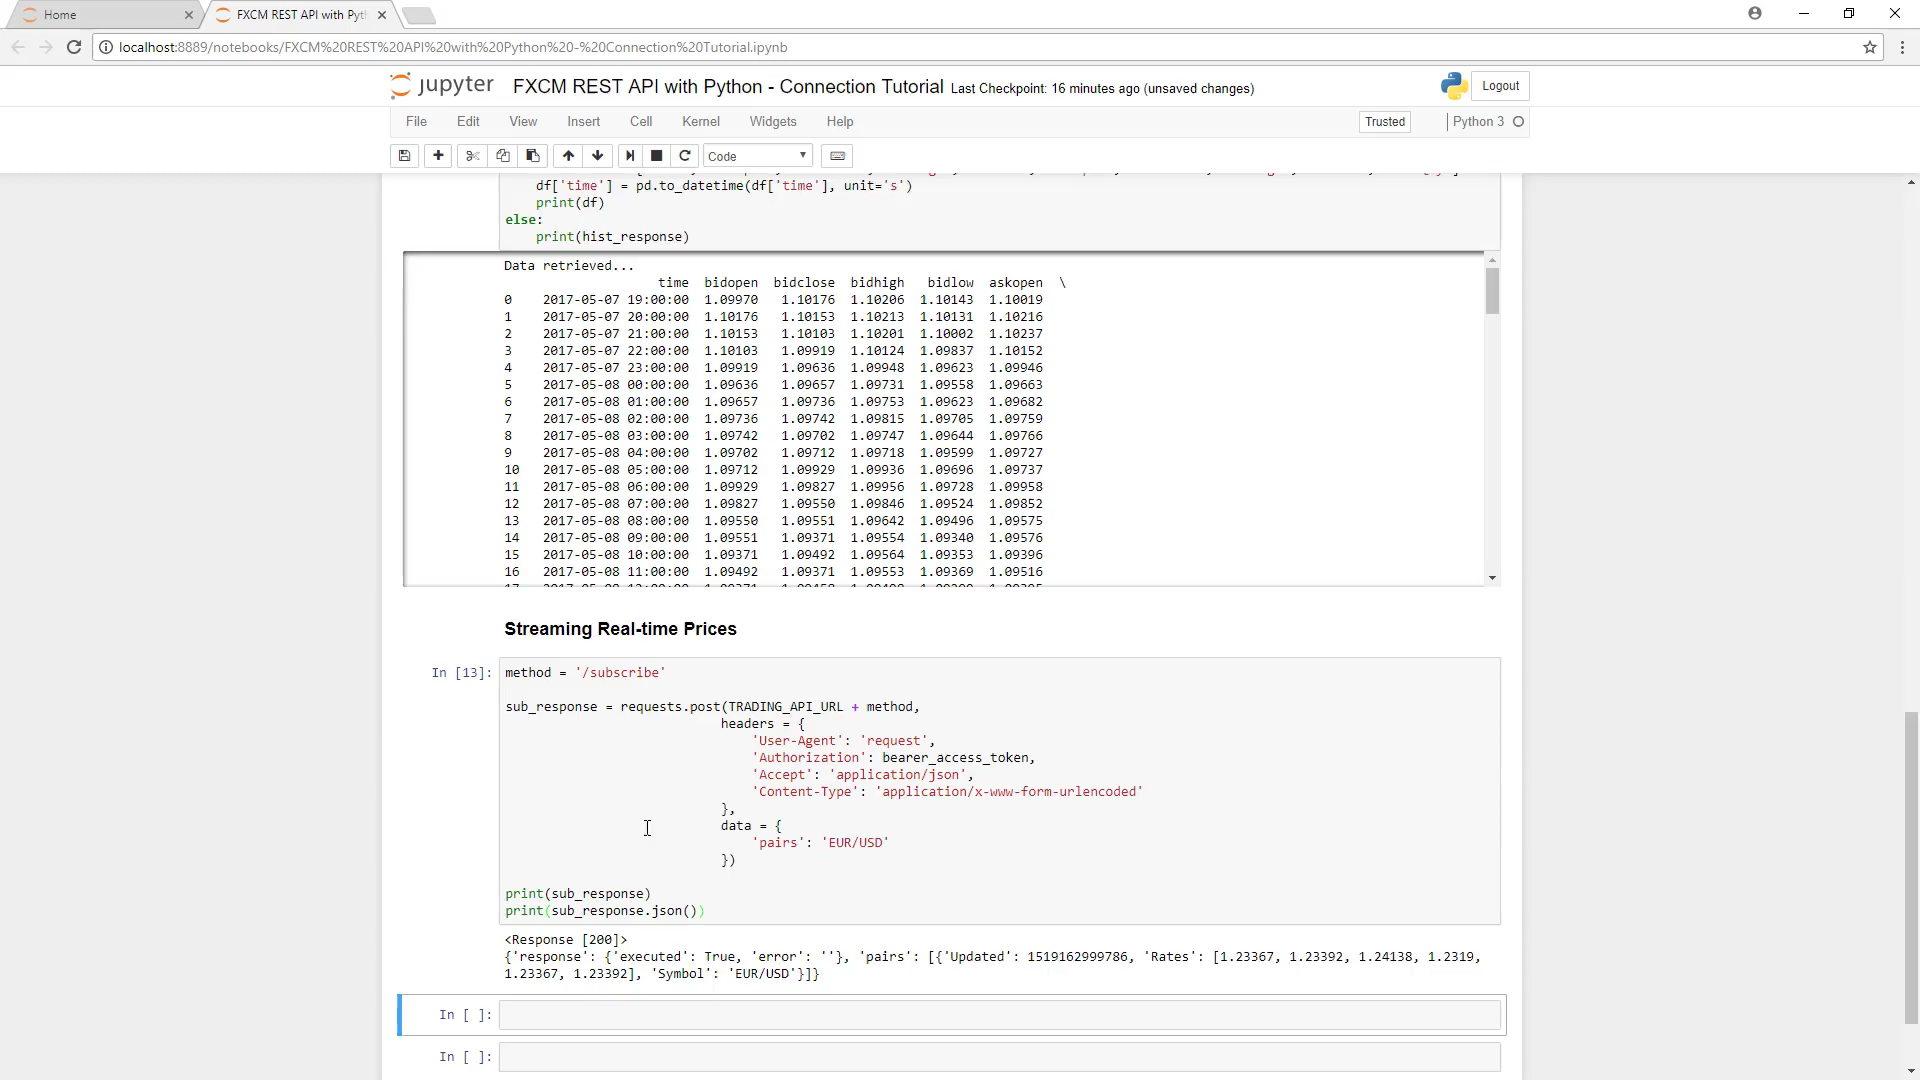 Home
FXCM REST API with Pyth
localhost:8889/notebooks/FXCM%20REST%20API%20with%20Python%20-%20Connection%20Tutorial.ipynb
jupyter FXCM REST API with Python - Connection Tutorial Last Checkpoint: 16 minutes ago (unsaved changes)
Logout
File Edit View Insert Cell Kernel Widgets Help Trusted Python 3
Code
df['time'] = pd.to_datetime(df['time'], unit='s')
print(df)
else:
print(hist_response)
Data retrieved...
time bidopen bidclose bidhigh bidlow askopen \
0 2017-05-07 19:00:00 1.09970 1.10176 1.10206 1.10143 1.10019
1 2017-05-07 20:00:00 1.10176 1.10153 1.10213 1.10131 1.10216
2 2017-05-07 21:00:00 1.10153 1.10103 1.10201 1.10002 1.10237
3 2017-05-07 22:00:00 1.10103 1.09919 1.10124 1.09837 1.10152
4 2017-05-07 23:00:00 1.09919 1.09636 1.09948 1.09623 1.09946
5 2017-05-08 00:00:00 1.09636 1.09657 1.09731 1.09558 1.09663
6 2017-05-08 01:00:00 1.09657 1.09736 1.09753 1.09623 1.09682
7 2017-05-08 02:00:00 1.09736 1.09742 1.09815 1.09705 1.09759
8 2017-05-08 03:00:00 1.09742 1.09702 1.09747 1.09644 1.09766
9 2017-05-08 04:00:00 1.09702 1.09712 1.09718 1.09599 1.09727
10 2017-05-08 05:00:00 1.09712 1.09929 1.09936 1.09696 1.09737
11 2017-05-08 06:00:00 1.09929 1.09827 1.09956 1.09728 1.09958
12 2017-05-08 07:00:00 1.09827 1.09550 1.09846 1.09524 1.09852
13 2017-05-08 08:00:00 1.09550 1.09551 1.09642 1.09496 1.09575
14 2017-05-08 09:00:00 1.09551 1.09371 1.09554 1.09340 1.09576
15 2017-05-08 10:00:00 1.09371 1.09492 1.09564 1.09353 1.09396
16 2017-05-08 11:00:00 1.09492 1.09371 1.09553 1.09369 1.09516
Streaming Real-time Prices
In [13]: method = '/subscribe'
sub_response = requests.post(TRADING_API_URL + method,
headers = {
'User-Agent': 'request',
'Authorization': bearer_access_token,
'Accept': 'application/json',
'Content-Type': 'application/x-www-form-urlencoded'
},
data = {
'pairs': 'EUR/USD'
})
print(sub_response)
print(sub_response.json())
<Response [200]>
{'response': {'executed': True, 'error': ''}, 'pairs': [{'Updated': 1519162999786, 'Rates': [1.23367, 1.23392, 1.24138, 1.2319,
1.23367, 1.23392], 'Symbol': 'EUR/USD'}]}
In [ ]:
In [ ]: